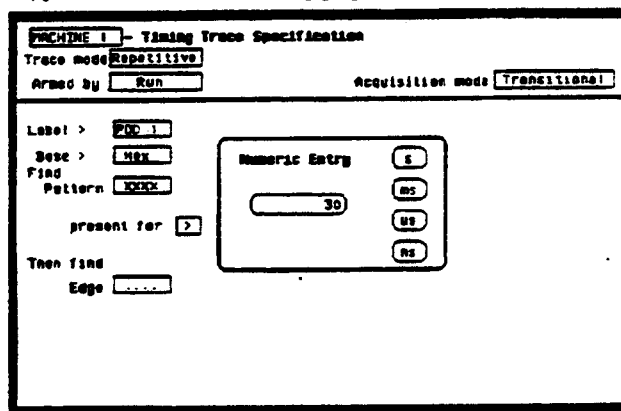 MACHINE 1 - Timing Trace Specification
Trace mode Repetitive
Armed by Run
Acquisition mode Transitional
Label > POD 1
Base > Hex
Find
Pattern XXXX
present for >
Then find
Edge ....
Numeric Entry
30
s
ms
us
ns